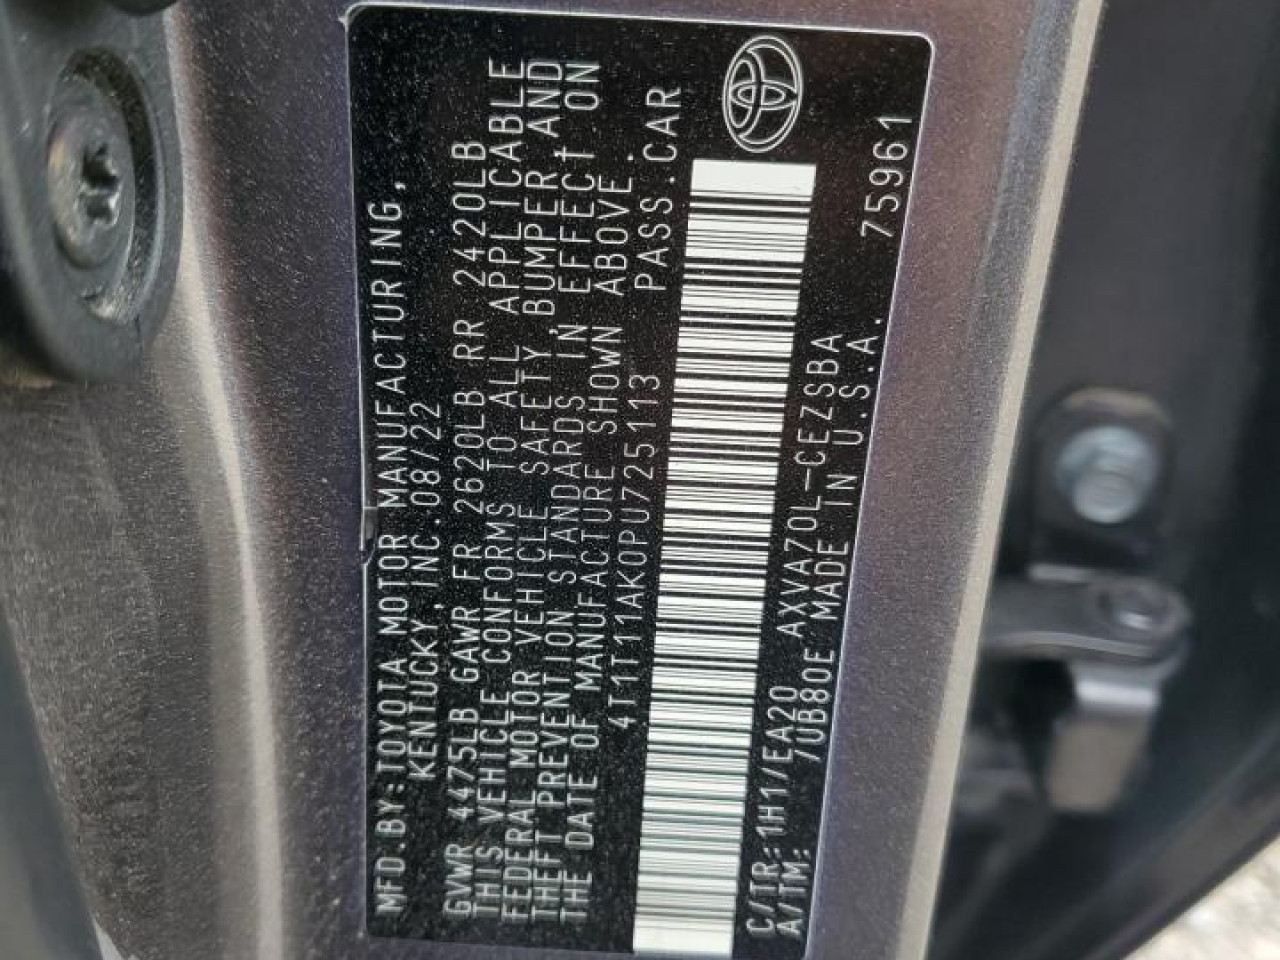 MFD.BY:TOYOTA MOTOR MANUFACTURING,
KENTUCKY,INC.08/22
GVWR 4475LB GAWR FR 2620LB RR 2420LB
THIS VEHICLE CONFORMS TO ALL APPLICABLE
FEDERAL MOTOR VEHICLE SAFETY,BUMPER,AND
THEFT PREVENTION STANDARDS IN EFFECT ON
THE DATE OF MANUFACTURE SHOWN ABOVE.
4T1T11AK0PU725113 PASS.CAR
C/TR:1H1/EA20 AXVA70L-CEZSBA
A/TM: 7UB80E MADE IN U.S.A. 75961